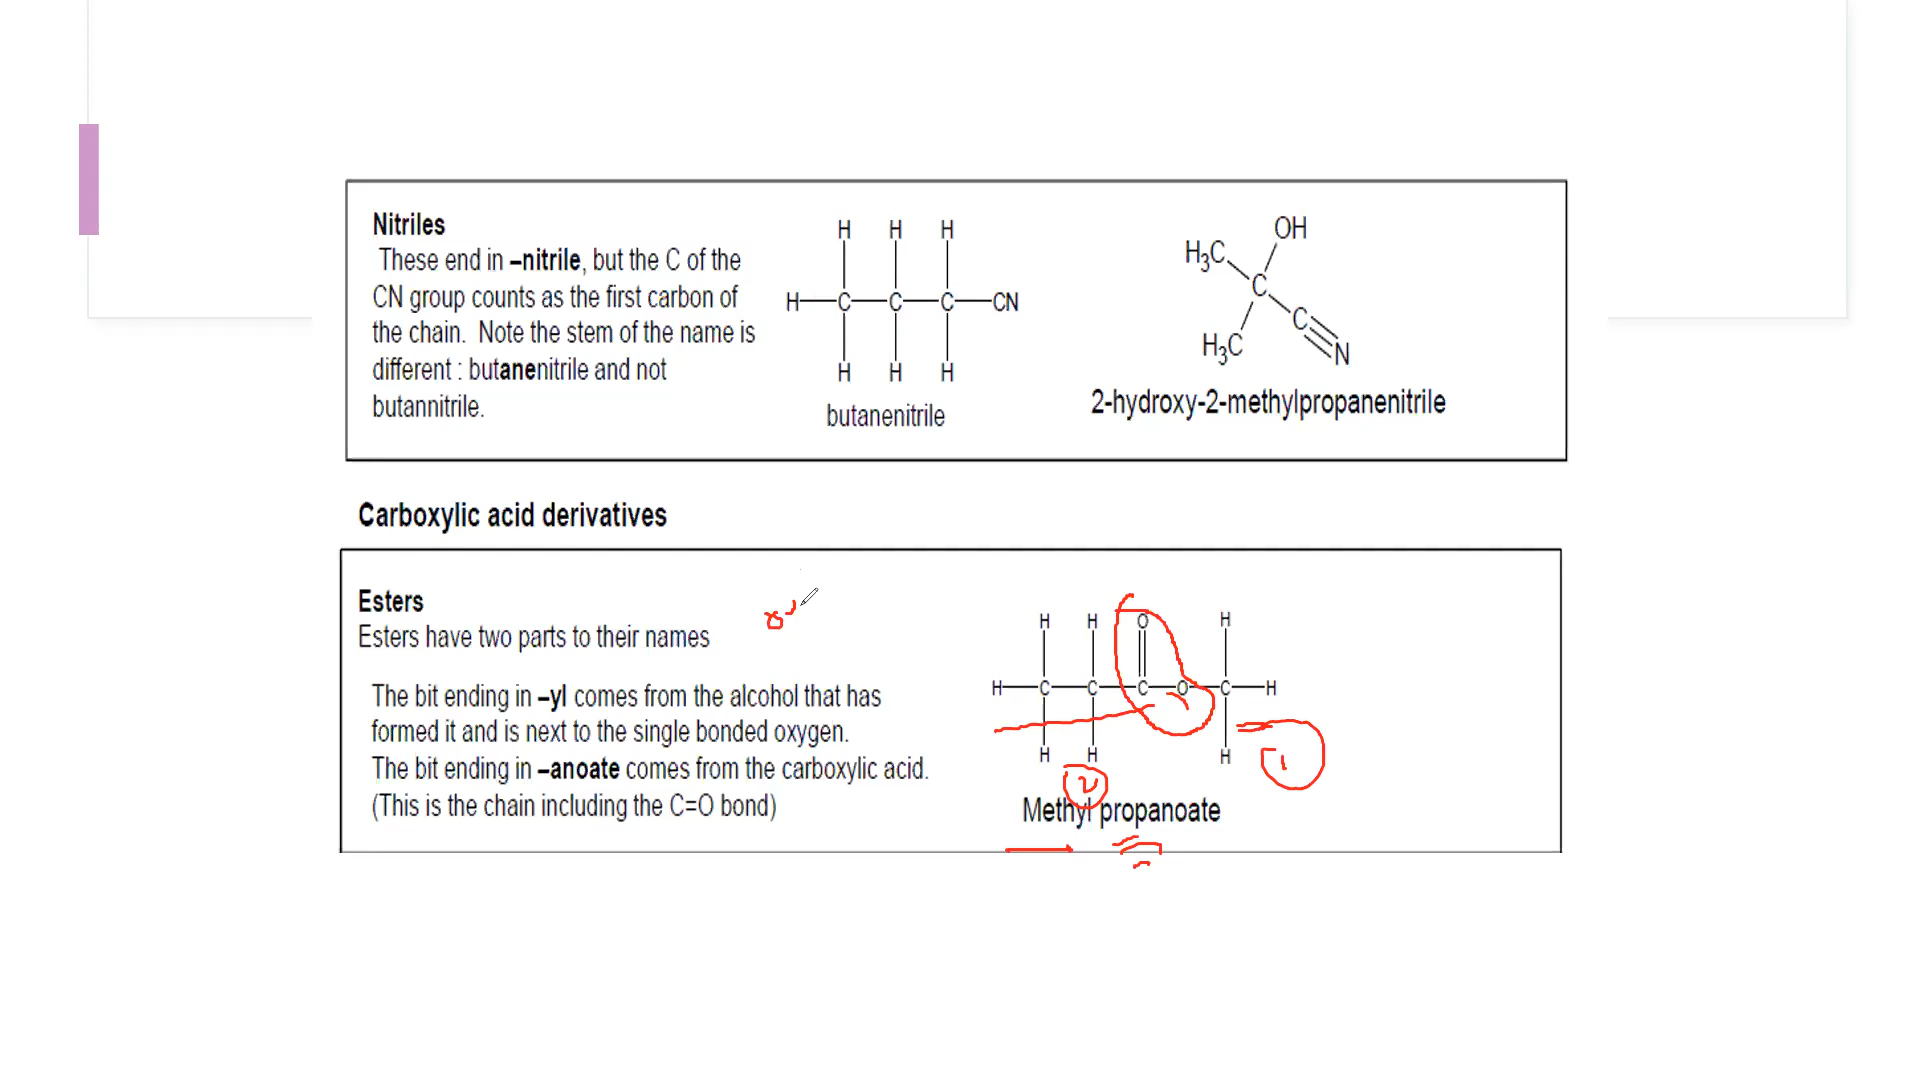 Nitriles
These end in –nitrile, but the C of the
CN group counts as the first carbon of
the chain. Note the stem of the name is
different : butanenitrile and not
butannitrile.
H H H
H C C C CN
H H H
butanenitrile
OH
H3C
C
C
H3C
N
2-hydroxy-2-methylpropanenitrile
Carboxylic acid derivatives
Esters
Esters have two parts to their names
The bit ending in –yl comes from the alcohol that has
formed it and is next to the single bonded oxygen.
The bit ending in –anoate comes from the carboxylic acid.
(This is the chain including the C=O bond)
H H O H
H C C C O C H
H H H
2 1
Methyl propanoate